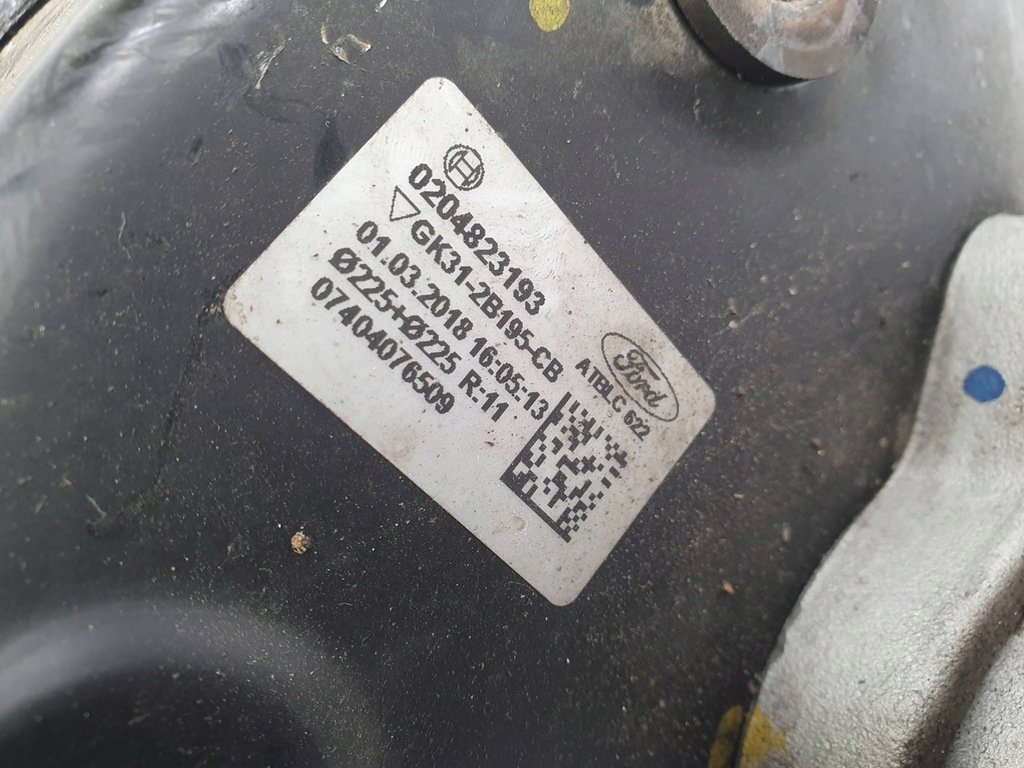 0204823193
GK31-2B195-CB
01.03.2018 16:05:13
Ø225+Ø225 R:11
07404076509
Ford
ATBLC 622